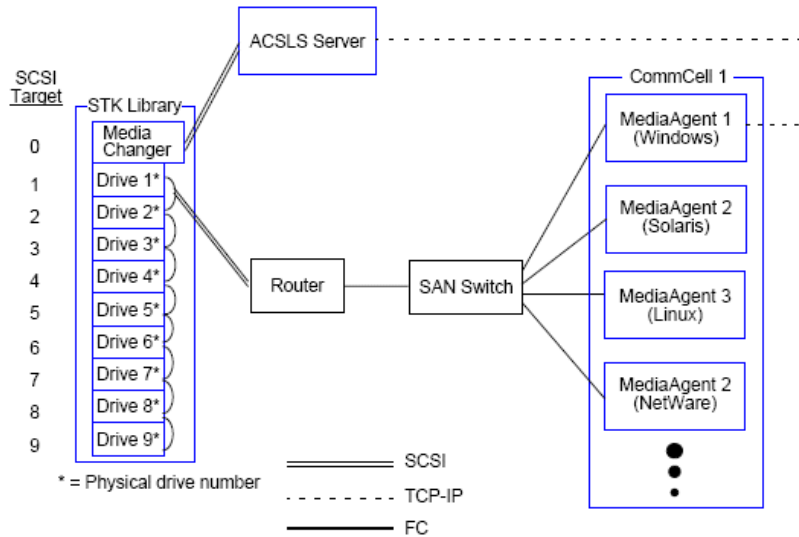 ACSLS Server
SCSI
Target
STK Library
CommCell 1
0
Media
Changer
MediaAgent 1
(Windows)
1
Drive 1*
2
Drive 2*
MediaAgent 2
(Solaris)
3
Drive 3*
4
Drive 4*
Router
SAN Switch
MediaAgent 3
(Linux)
5
Drive 5*
6
Drive 6*
7
Drive 7*
MediaAgent 2
(NetWare)
8
Drive 8*
9
Drive 9*
* = Physical drive number
SCSI
TCP-IP
FC